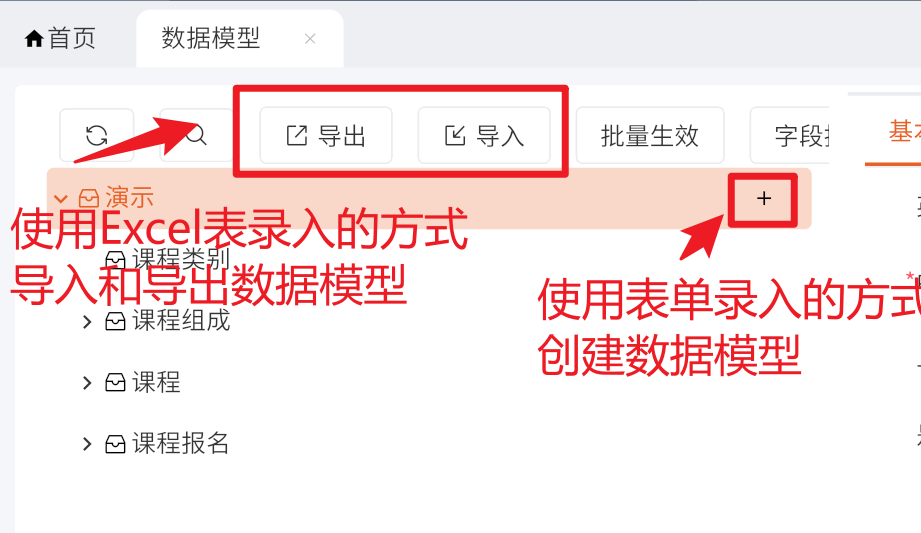 首页
数据模型
导出
导入
批量生效
字段
基本
演示
使用Excel表录入的方式
导入和导出数据模型
课程类别
课程组成
课程
课程报名
使用表单录入的方式
创建数据模型